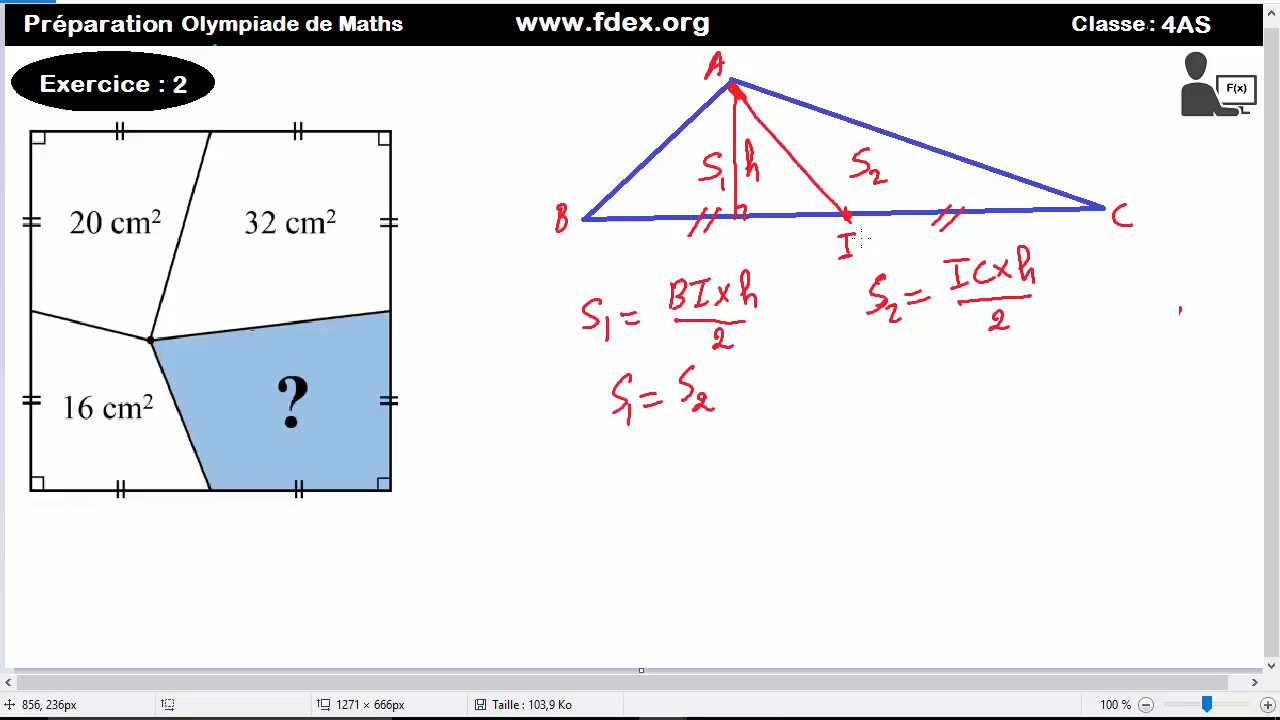 Préparation Olympiade de Maths
www.fdex.org
Classe : 4AS
Exercice : 2
F(x)
A
20 cm²
32 cm²
S₁
h
S₂
B
C
I
S₁ = BI×h / 2
S₂ = IC×h / 2
16 cm²
?
S₁ = S₂
856, 236px
1271 × 666px
Taille : 103,9 Ko
100 %